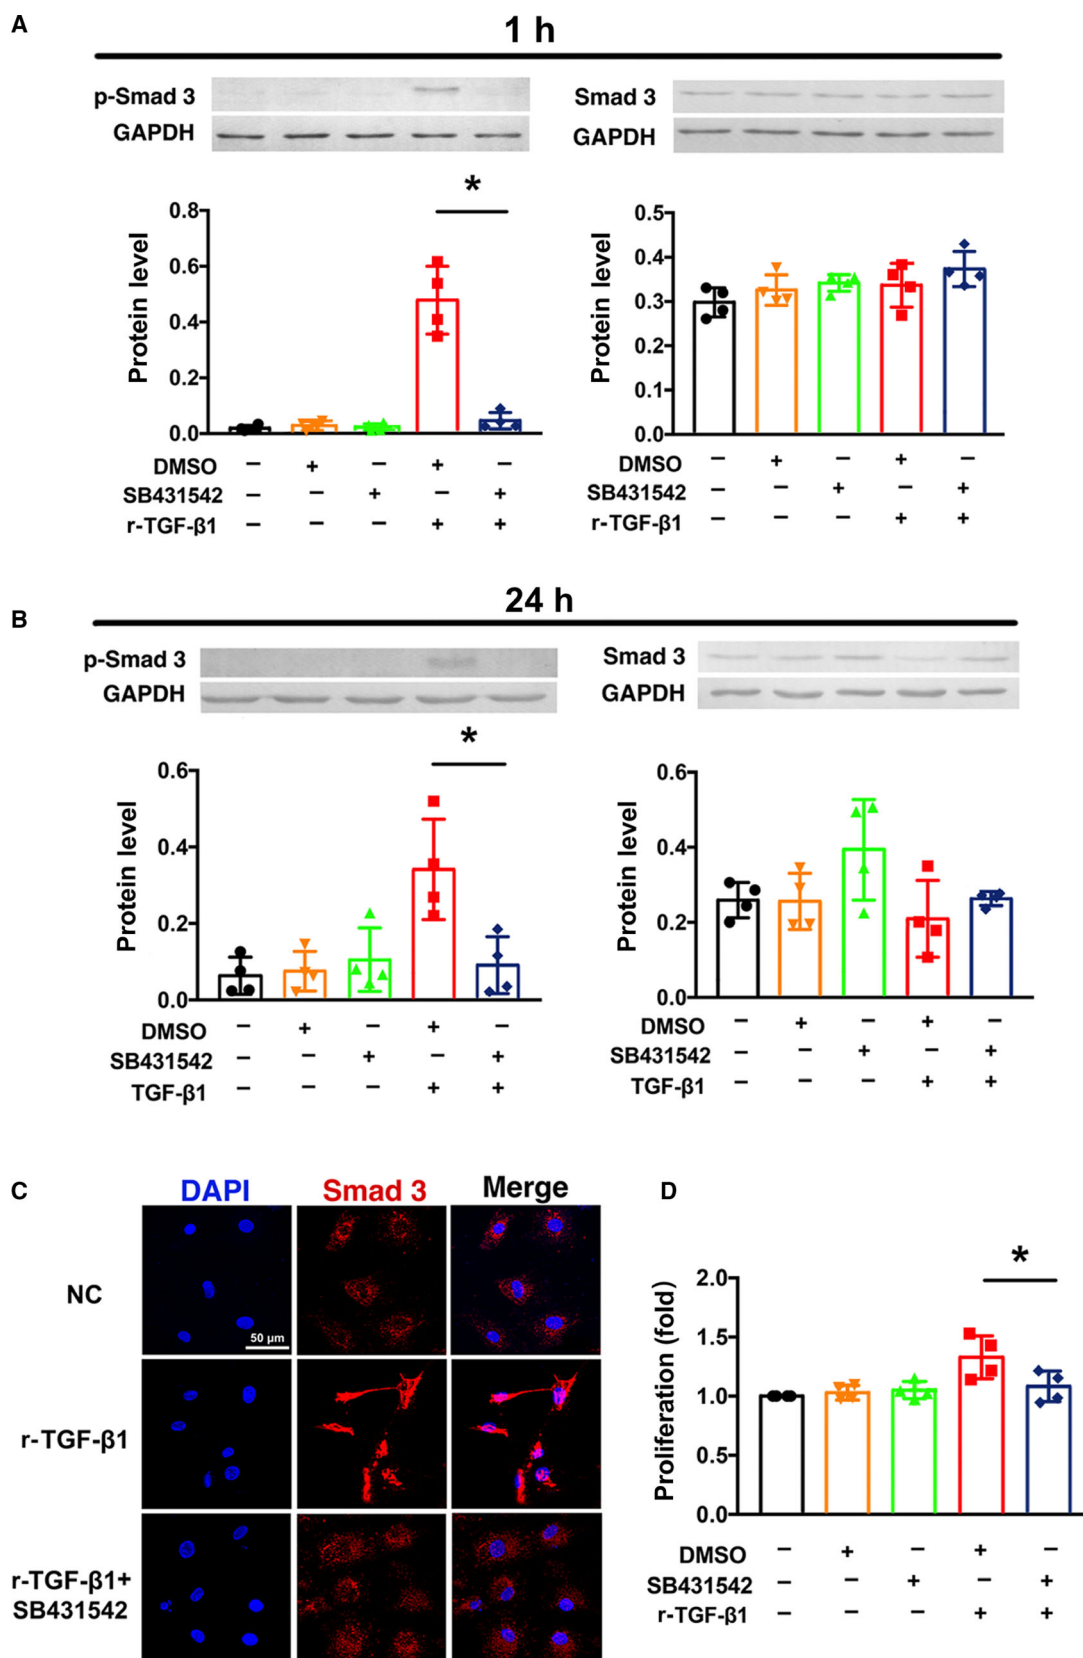 A
1 h
p-Smad 3
GAPDH
Smad 3
GAPDH
*
Protein level
0.8
0.6
0.4
0.2
0.0
DMSO – + – + –
SB431542 – – + – +
r-TGF-β1 – – – + +
Protein level
0.5
0.4
0.3
0.2
0.1
0.0
DMSO – + – + –
SB431542 – – + – +
r-TGF-β1 – – – + +
B
24 h
p-Smad 3
GAPDH
Smad 3
GAPDH
*
Protein level
0.6
0.4
0.2
0.0
DMSO – + – + –
SB431542 – – + – +
TGF-β1 – – – + +
Protein level
0.6
0.4
0.2
0.0
DMSO – + – + –
SB431542 – – + – +
TGF-β1 – – – + +
C
DAPI Smad 3 Merge
NC
50 µm
r-TGF-β1
r-TGF-β1+
SB431542
D
*
Proliferation (fold)
2.0
1.5
1.0
0.5
0.0
DMSO – + – + –
SB431542 – – + – +
r-TGF-β1 – – – + +